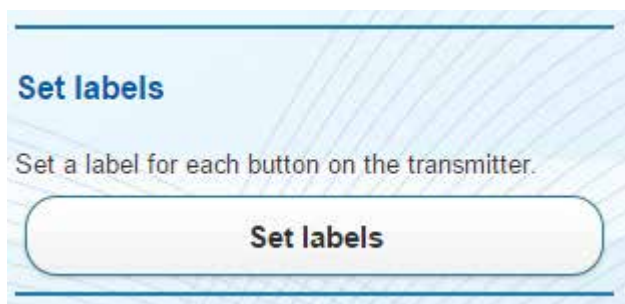 Set labels
Set a label for each button on the transmitter.
Set labels